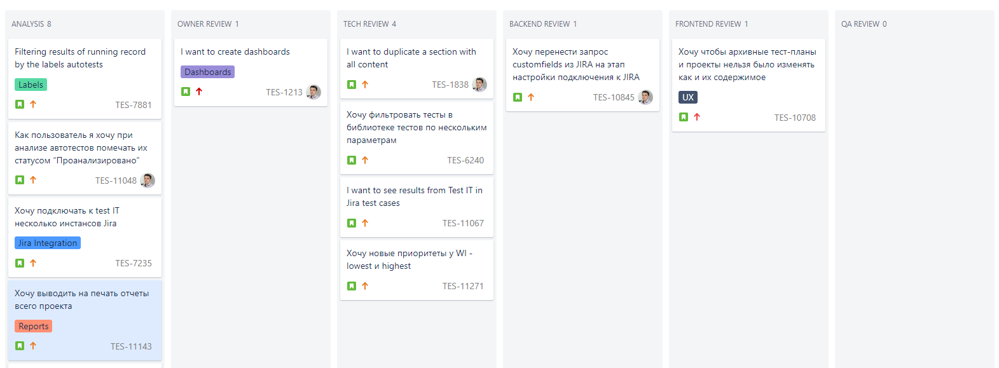 ANALYSIS 8
Filtering results of running record
by the labels autotests
Labels
TES-7881
Как пользователь я хочу при
анализе автотестов помечать их
статусом “Проанализировано”
TES-11048
Хочу подключать к test IT
несколько инстансов Jira
Jira Integration
TES-7235
Хочу выводить на печать отчеты
всего проекта
Reports
TES-11143
OWNER REVIEW 1
I want to create dashboards
Dashboards
TES-1213
TECH REVIEW 4
I want to duplicate a section with
all content
TES-1838
Хочу фильтровать тесты в
библиотеке тестов по нескольким
параметрам
TES-6240
I want to see results from Test IT in
Jira test cases
TES-11067
Хочу новые приоритеты у WI -
lowest и highest
TES-11271
BACKEND REVIEW 1
Хочу перенести запрос
customfields из JIRA на этап
настройки подключения к JIRA
TES-10845
FRONTEND REVIEW 1
Хочу чтобы архивные тест-планы
и проекты нельзя было изменять
как и их содержимое
UX
TES-10708
QA REVIEW 0